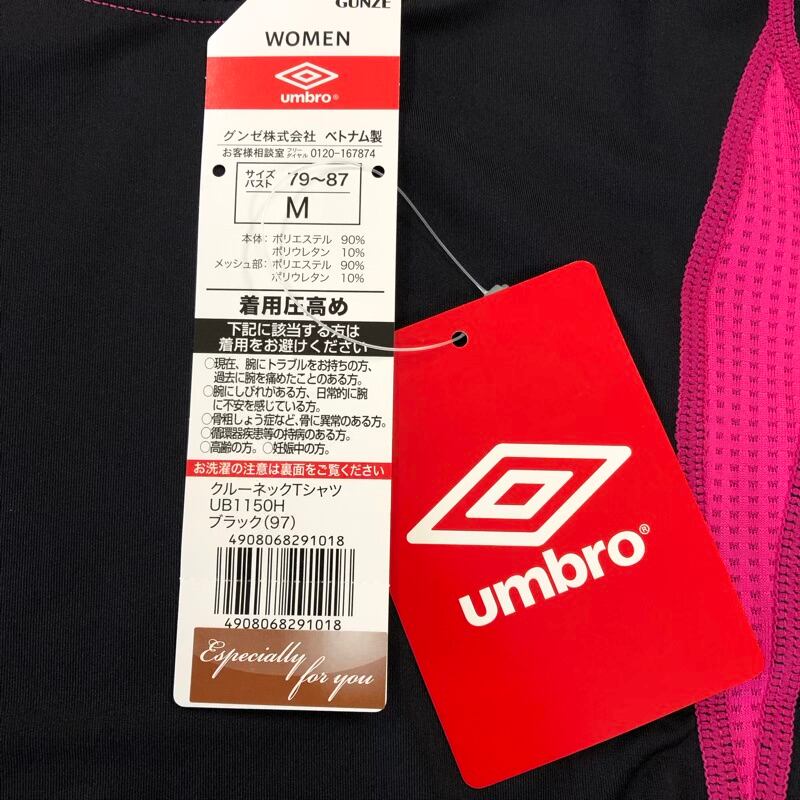 GUNZE
WOMEN
umbro®
グンゼ株式会社 ベトナム製
お客様相談室 フリーダイヤル 0120-167874
サイズ
バスト 79〜87
M
本体：ポリエステル 90%
ポリウレタン 10%
メッシュ部：ポリエステル 90%
ポリウレタン 10%
着用圧高め
下記に該当する方は
着用をお避けください
○現在、腕にトラブルをお持ちの方、
過去に腕を痛めたことのある方。
○腕にしびれがある方、日常的に腕
に不安を感じている方。
○骨粗しょう症など、骨に異常のある方。
○循環器疾患等の持病のある方。
○高齢の方。○妊娠中の方。
お洗濯の注意は裏面をご覧ください
クルーネックTシャツ
UB1150H
ブラック(97)
4908068291018
4908068291018
Especially
for you
umbro®